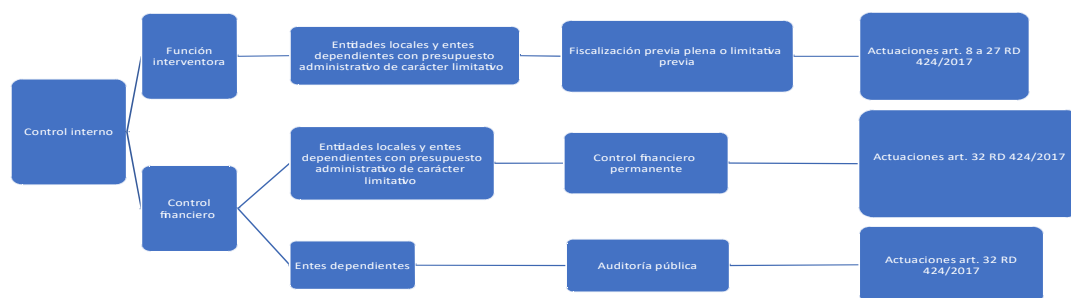 Control interno
Función
interventora
Entidades locales y entes
dependientes con presupuesto
administrativo de carácter limitativo
Fiscalización previa plena o limitativa
previa
Actuaciones art. 8 a 27 RD
424/2017
Control
financiero
Entidades locales y entes
dependientes con presupuesto
administrativo de carácter
limitativo
Control financiero
permanente
Actuaciones art. 32 RD 424/2017
Entes dependientes
Auditoría pública
Actuaciones art. 32 RD
424/2017